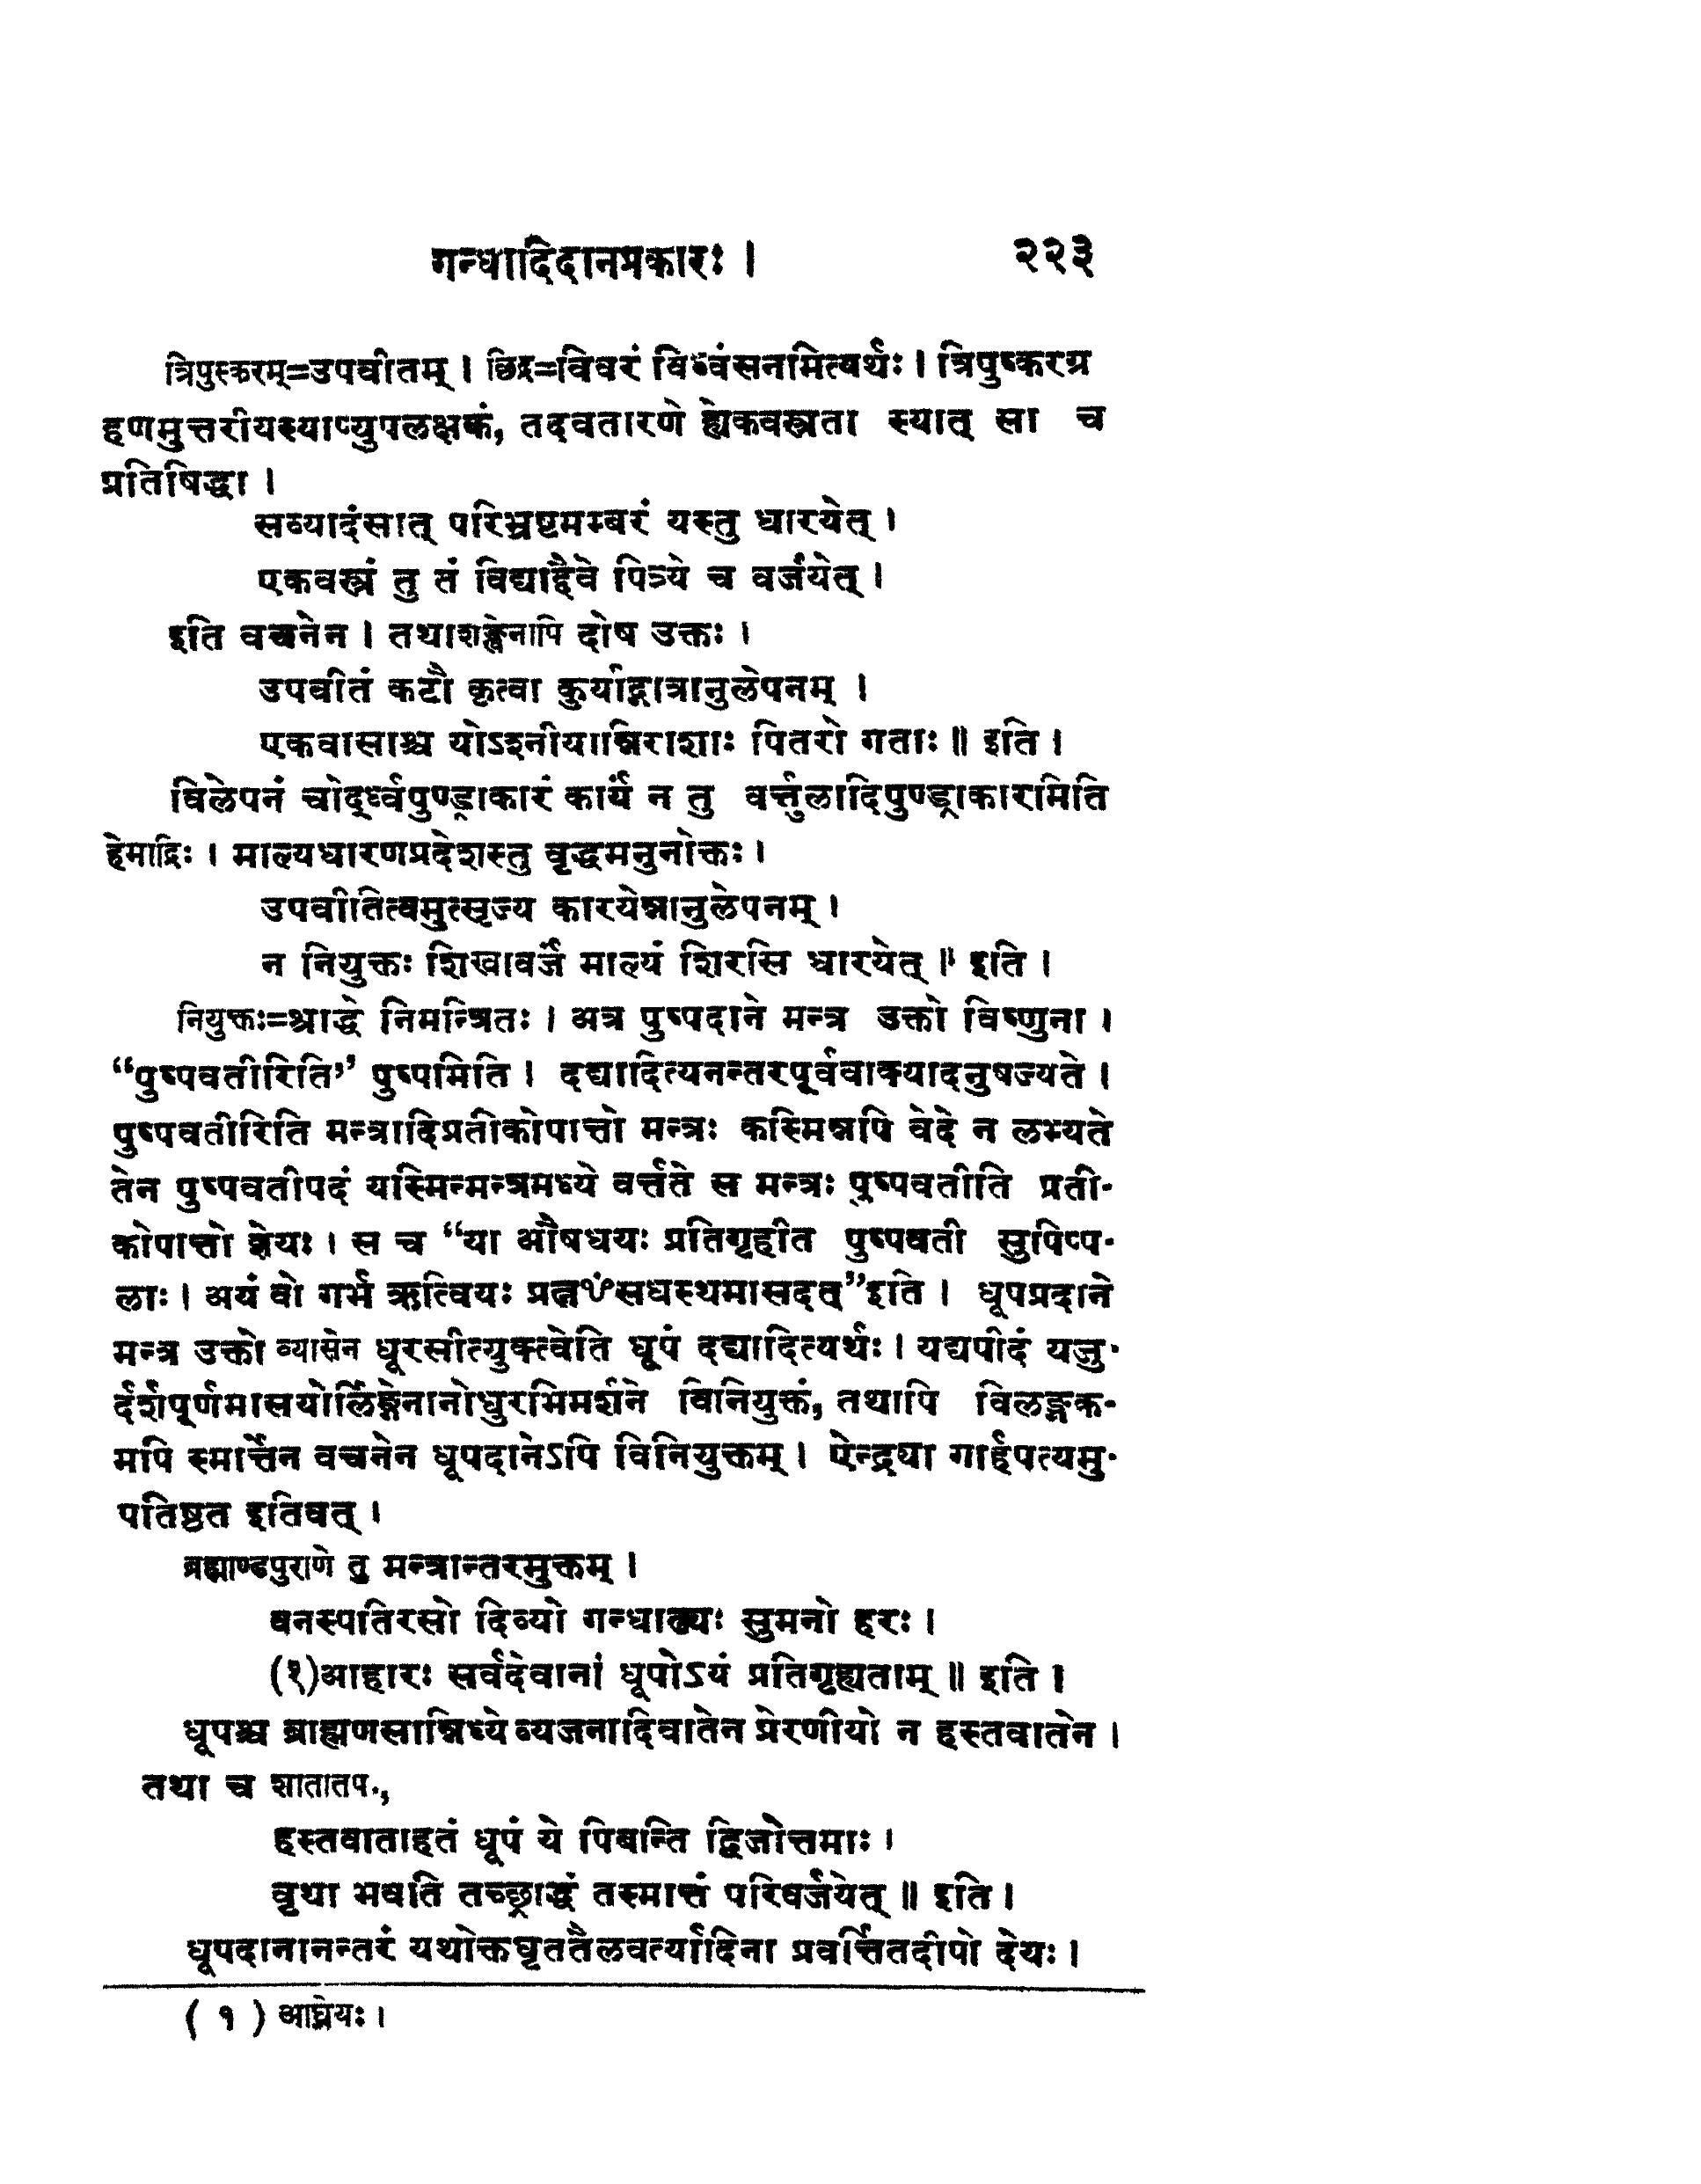 गन्धादिदानप्रकारः । २२३
त्रिपुस्करम्=उपवीतम् । छिद्र=विवरं विध्वंसनमित्यर्थः । त्रिपुष्करग्र
हणमुत्तरीयस्याप्युपलक्षकं, तदवतारणे ह्येकवस्त्रता स्यात् सा च
प्रतिषिद्धा ।
सव्यादंसात् परिभ्रष्टमम्बरं यस्तु धारयेत् ।
एकवस्त्रं तु तं विद्याद्दैवे पित्र्ये च वर्जयेत् ।
इति वचनेन । तथाशङ्खेनापि दोष उक्तः ।
उपवीतं कटौ कृत्वा कुर्याद्गात्रानुलेपनम् ।
एकवासाश्च योऽश्नीयान्निराशाः पितरो गताः ॥ इति ।
विलेपनं चोद्र्ध्वपुण्ड्राकारं कार्यं न तु वर्त्तुलादिपुण्ड्राकारमिति
हेमाद्रिः । माल्यधारणप्रदेशस्तु वृद्धमनुनोक्तः ।
उपवीतित्वमुत्सृज्य कारयेन्नानुलेपनम् ।
न नियुक्तः शिखावर्जं माल्यं शिरसि धारयेत् ॥ इति ।
नियुक्तः=श्राद्धे निमन्त्रितः । अत्र पुष्पदाने मन्त्र उक्तो विष्णुना ।
“पुष्पवतीरिति” पुष्पमिति । दद्यादित्यनन्तरपूर्ववाक्यादनुषज्यते ।
पुष्पवतीरिति मन्त्रादिप्रतीकोपात्तो मन्त्रः कस्मिन्नपि वेदे न लभ्यते
तेन पुष्पवतीपदं यस्मिन्मन्त्रमध्ये वर्त्तते स मन्त्रः पुष्पवतीति प्रती-
कोपात्तो ज्ञेयः । स च “या औषधयः प्रतिगृहीत पुष्पवती सुपिप्प-
लाः । अयं वो गर्भ ऋत्वियः प्रत्नꣳसधस्थमासदत्”इति । धूपप्रदाने
मन्त्र उक्तो व्यासेन धूरसीत्युक्त्वेति धूपं दद्यादित्यर्थः । यद्यपीदं यजु-
र्दर्शपूर्णमासयोर्लिङ्गेनानोधुरभिमर्शने विनियुक्तं, तथापि विलङ्गक-
मपि स्मार्त्तेन वचनेन धूपदानेऽपि विनियुक्तम् । ऐन्द्र्या गार्हपत्यमु-
पतिष्ठत इतिवत् ।
ब्रह्माण्डपुराणे तु मन्त्रान्तरमुक्तम् ।
वनस्पतिरसो दिव्यो गन्धाढ्यः सुमनो हरः ।
(१)आहारः सर्वदेवानां धूपोऽयं प्रतिगृह्यताम् ॥ इति ।
धूपश्च ब्राह्मणसान्निध्ये व्यजनादिवातेन प्रेरणीयो न हस्तवातेन ।
तथा च शातातपः,
हस्तवाताहतं धूपं ये पिबन्ति द्विजोत्तमाः ।
वृथा भवति तच्छ्राद्धं तस्मात्तं परिवर्जयेत् ॥ इति ।
धूपदानानन्तरं यथोक्तघृततैलवर्त्यादिना प्रवर्त्तितदीपो देयः ।
( १ ) आघ्रेयः ।